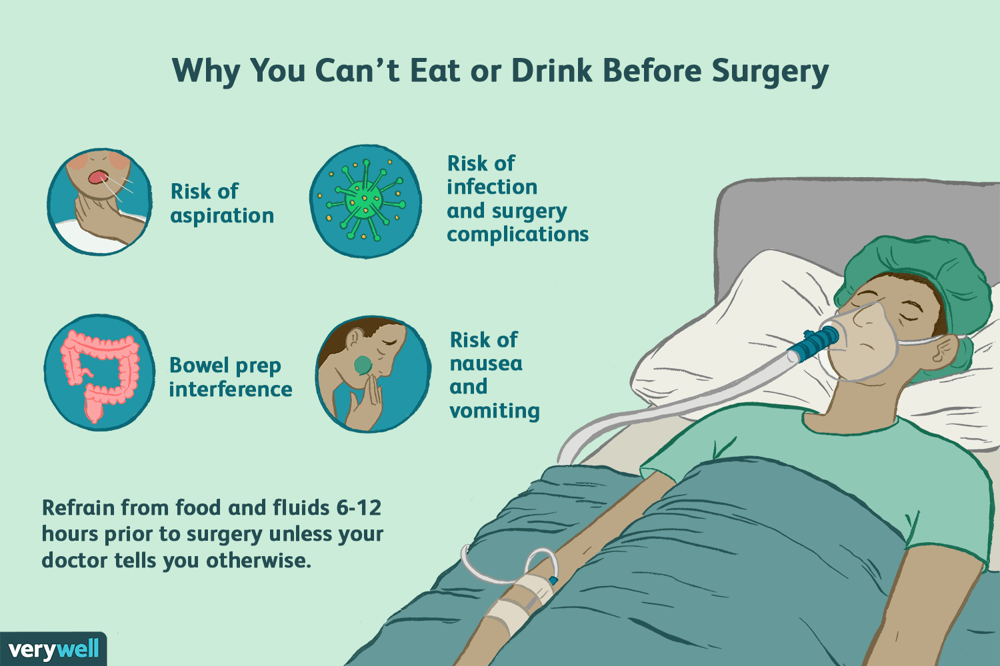 Why You Can't Eat or Drink Before Surgery
Risk of
aspiration
Risk of
infection
and surgery
complications
Bowel prep
interference
Risk of
nausea
and
vomiting
Refrain from food and fluids 6-12
hours prior to surgery unless your
doctor tells you otherwise.
verywell